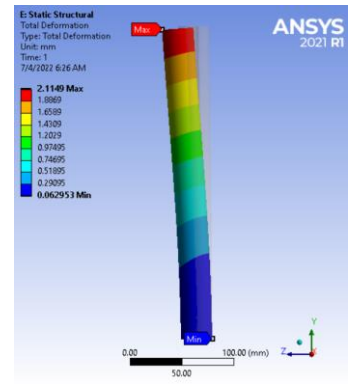 E: Static Structural
Total Deformation
Type: Total Deformation
Unit: mm
Time: 1
7/4/2022 6:26 AM
2.1149 Max
1.8869
1.6589
1.4309
1.2029
0.97495
0.74695
0.51895
0.29095
0.062953 Min
Max
ANSYS
2021 R1
Min
0.00
100.00 (mm)
50.00
Y
Z
X